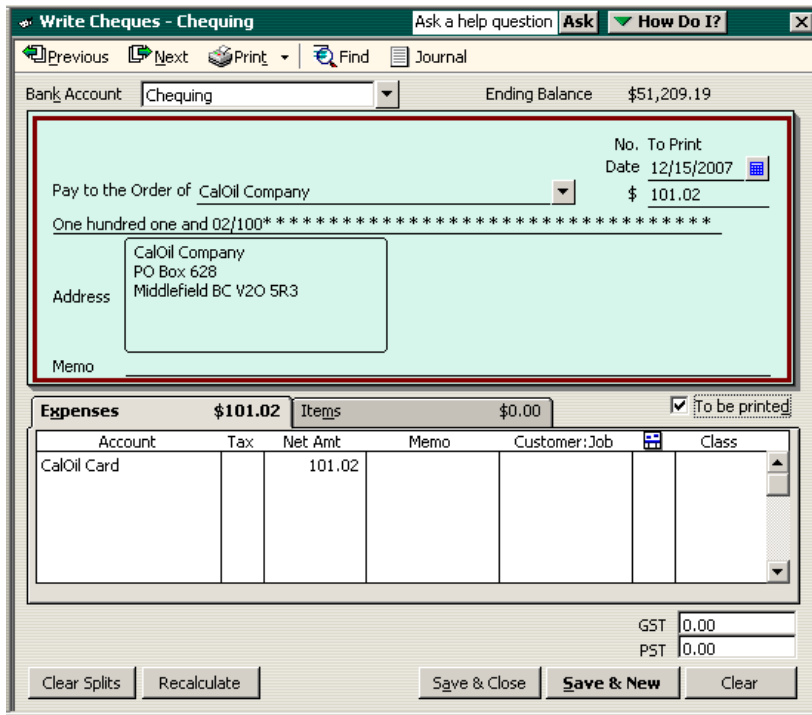 Write Cheques - Chequing Ask a help question Ask How Do I?
Previous Next Print Find Journal
Bank Account Chequing Ending Balance $51,209.19
No. To Print
Date 12/15/2007
Pay to the Order of CalOil Company $ 101.02
One hundred one and 02/100* * * * * * * * * * * * * * * * * * * * * * * * * * * * * * * * * *
CalOil Company
PO Box 628
Address Middlefield BC V2O 5R3
Memo
Expenses $101.02 Items $0.00 To be printed
Account Tax Net Amt Memo Customer:Job Class
CalOil Card 101.02
GST 0.00
PST 0.00
Clear Splits Recalculate Save & Close Save & New Clear